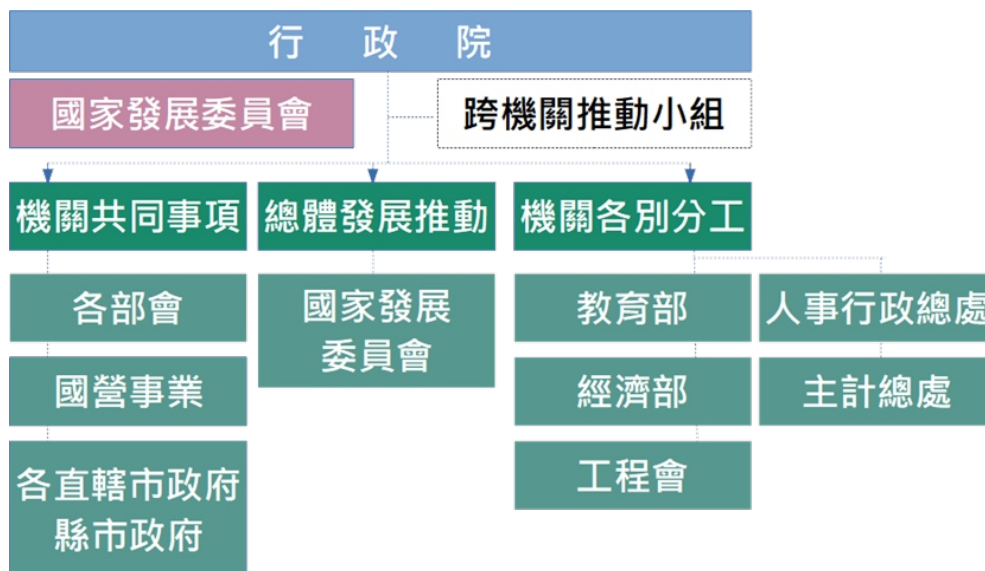 行政院
國家發展委員會
跨機關推動小組
機關共同事項
各部會
國營事業
各直轄市政府
縣市政府
總體發展推動
國家發展
委員會
機關各別分工
教育部
經濟部
工程會
人事行政總處
主計總處